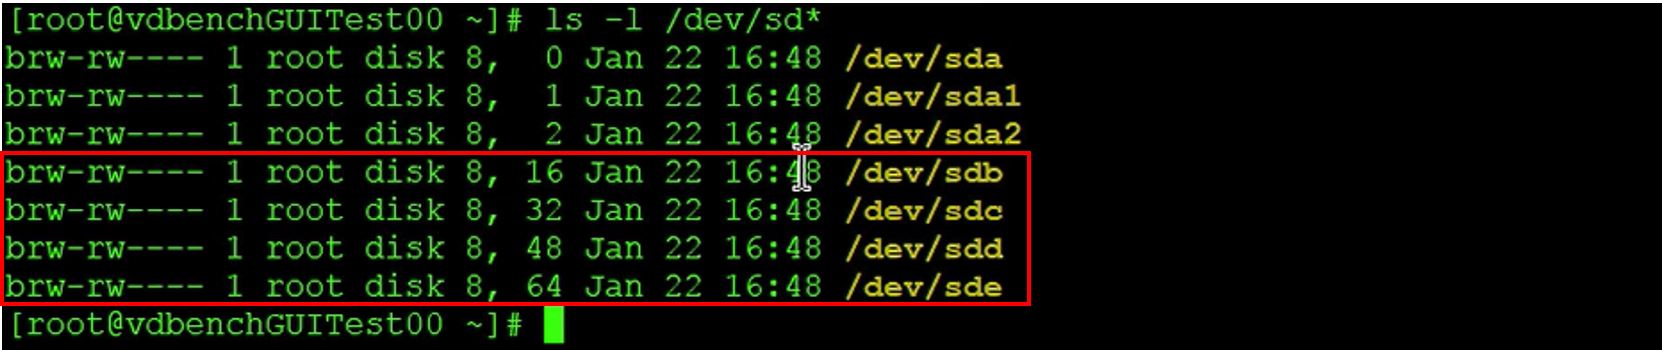 [root@vdbenchGUITest00 ~]# ls -l /dev/sd*
brw-rw---- 1 root disk 8,  0 Jan 22 16:48 /dev/sda
brw-rw---- 1 root disk 8,  1 Jan 22 16:48 /dev/sda1
brw-rw---- 1 root disk 8,  2 Jan 22 16:48 /dev/sda2
brw-rw---- 1 root disk 8, 16 Jan 22 16:48 /dev/sdb
brw-rw---- 1 root disk 8, 32 Jan 22 16:48 /dev/sdc
brw-rw---- 1 root disk 8, 48 Jan 22 16:48 /dev/sdd
brw-rw---- 1 root disk 8, 64 Jan 22 16:48 /dev/sde
[root@vdbenchGUITest00 ~]#